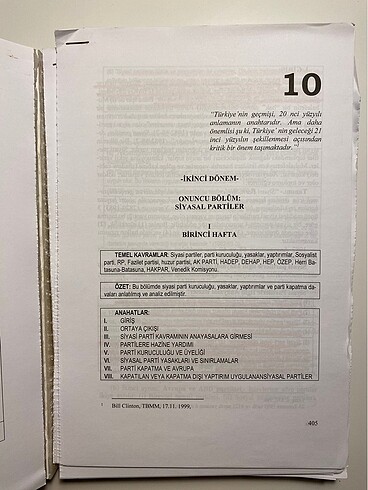 10
"Türkiye'nin geçmişi, 20 nci yüzyılı
anlamanın anahtarıdır. Ama daha
önemlisi şu ki, Türkiye' nin geleceği 21
inci yüzyılın şekillenmesi açısından
kritik bir önem taşımaktadır."1
-İKİNCİ DÖNEM-
ONUNCU BÖLÜM:
SİYASAL PARTİLER
I
BİRİNCİ HAFTA
TEMEL KAVRAMLAR: Siyasi partiler, parti kuruculuğu, yasaklar, yaptırımlar, Sosyalist
parti, RP, Fazilet partisi, huzur partisi, AK PARTİ, HADEP, DEHAP, HEP, ÖZEP, Herri Ba-
tasuna-Batasuna, HAKPAR, Venedik Komisyonu.
ÖZET: Bu bölümde siyasi parti kuruculuğu, yasaklar, yaptırımlar ve parti kapatma da-
vaları anlatılmış ve analiz edilmiştir.
ANAHATLAR:
I. GİRİŞ
II. ORTAYA ÇIKIŞI
III. SİYASİ PARTİ KAVRAMININ ANAYASALARA GİRMESİ
IV. PARTİLERE HAZİNE YARDIMI
V. PARTİ KURUCULUĞU VE ÜYELİĞİ
VI. SİYASAL PARTİ YASAKLARI VE SINIRLAMALAR
VII. PARTİ KAPATMA VE AVRUPA
VIII. KAPATILAN VEYA KAPATMA DIŞI YAPTIRIM UYGULANANSİYASAL PARTİLER
1 Bill Clinton, TBMM, 17.11. 1999,
405